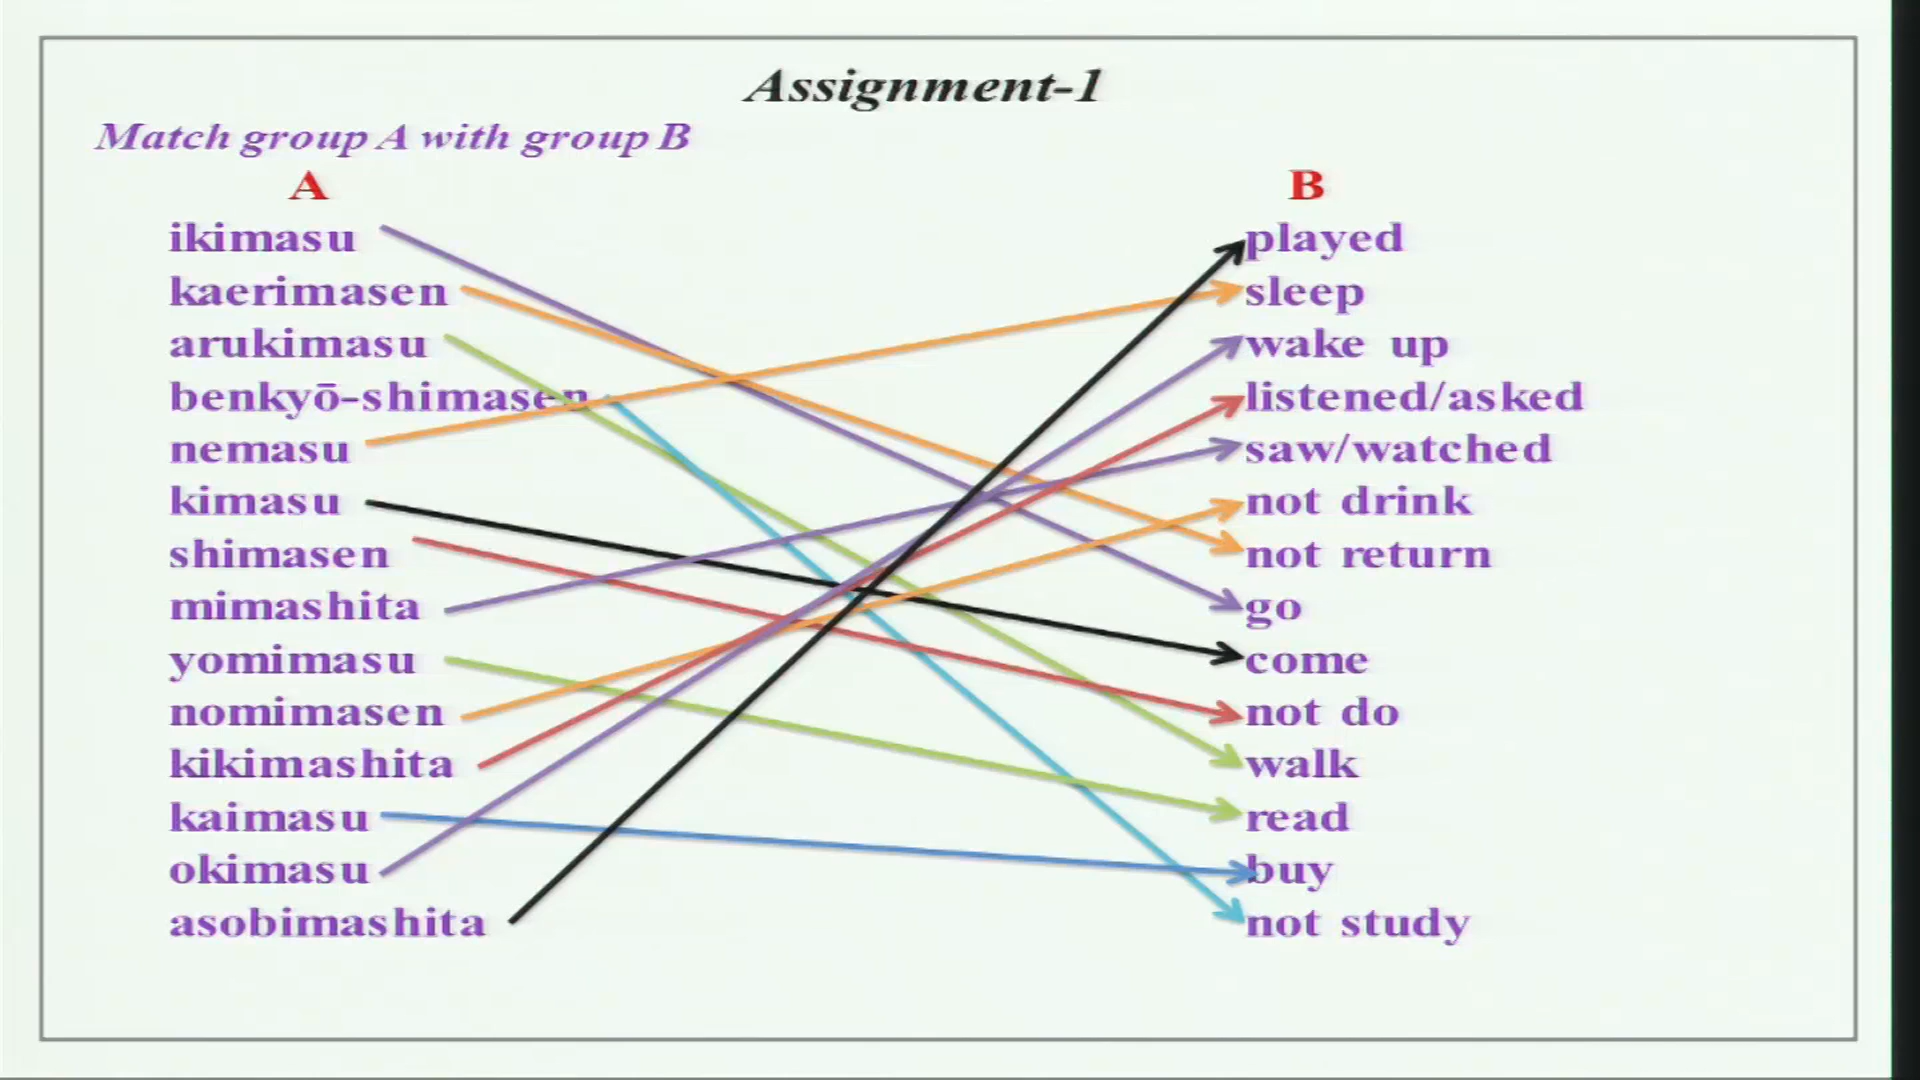 Assignment-1
Match group A with group B
A B
ikimasu played
kaerimasen sleep
arukimasu wake up
benkyō-shimasen listened/asked
nemasu saw/watched
kimasu not drink
shimasen not return
mimashita go
yomimasu come
nomimasen not do
kikimashita walk
kaimasu read
okimasu buy
asobimashita not study